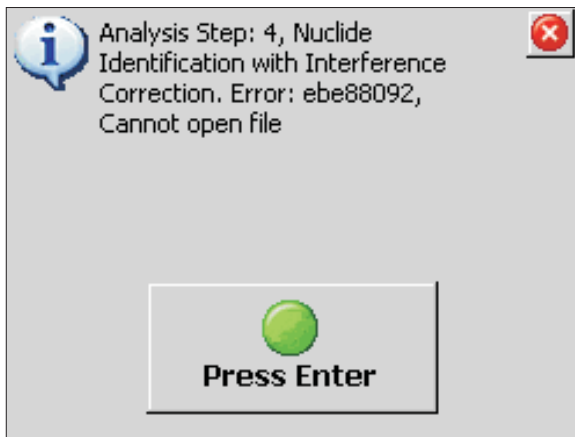 Analysis Step: 4, Nuclide
Identification with Interference
Correction. Error: ebe88092,
Cannot open file
Press Enter